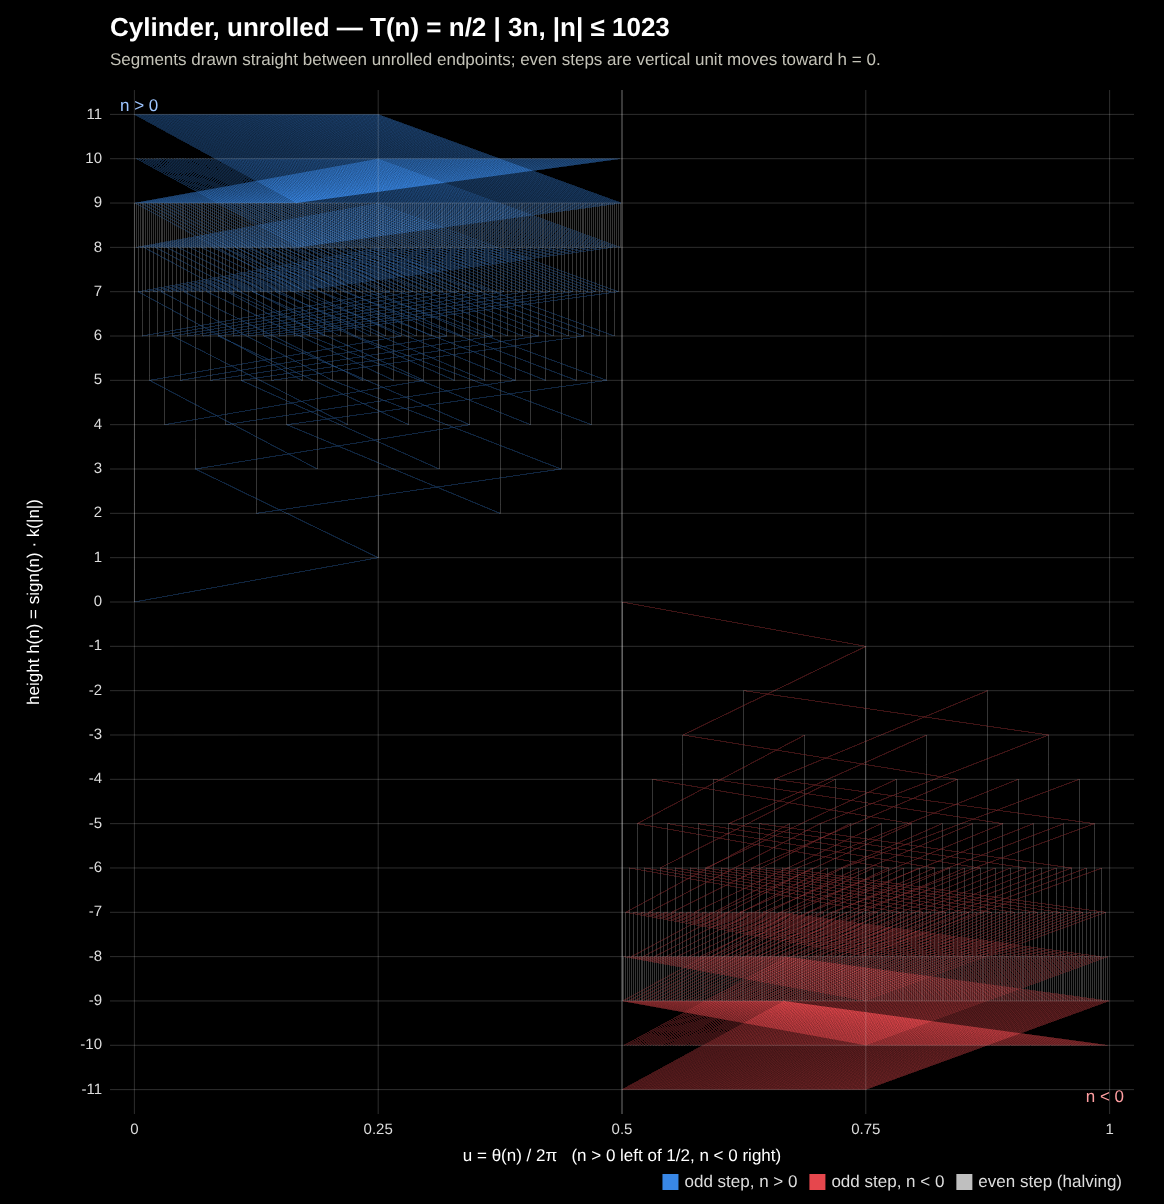 Cylinder, unrolled — T(n) = n/2 | 3n, |n| ≤ 1023
Segments drawn straight between unrolled endpoints; even steps are vertical unit moves toward h = 0.
n > 0
11
10
9
8
7
6
5
4
3
2
1
0
-1
-2
-3
-4
-5
-6
-7
-8
-9
-10
-11
height h(n) = sign(n) · k(|n|)
n < 0
0 0.25 0.5 0.75 1
u = θ(n) / 2π (n > 0 left of 1/2, n < 0 right)
odd step, n > 0 odd step, n < 0 even step (halving)